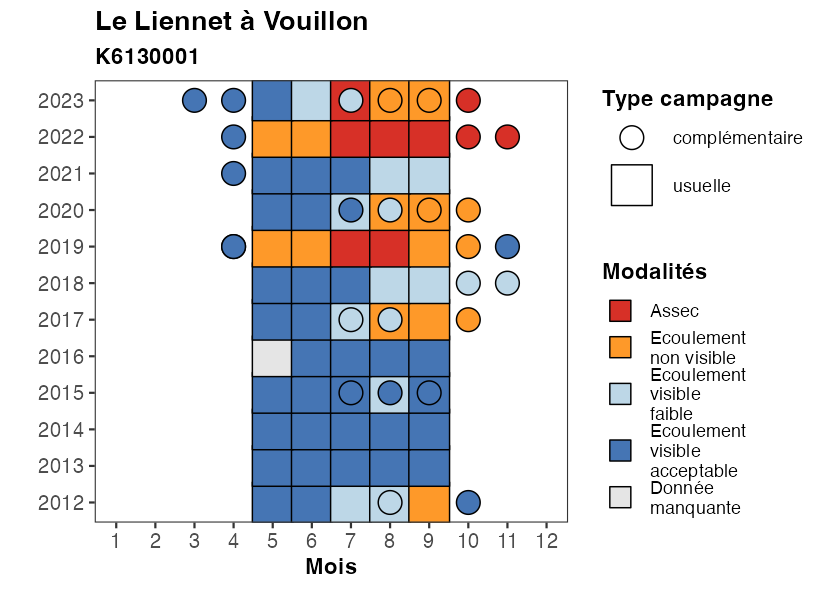 Le Liennet à Vouillon
K6130001
2023
2022
2021
2020
2019
2018
2017
2016
2015
2014
2013
2012
1 2 3 4 5 6 7 8 9 10 11 12
Mois
Type campagne
complémentaire
usuelle
Modalités
Assec
Ecoulement
non visible
Ecoulement
visible
faible
Ecoulement
visible
acceptable
Donnée
manquante